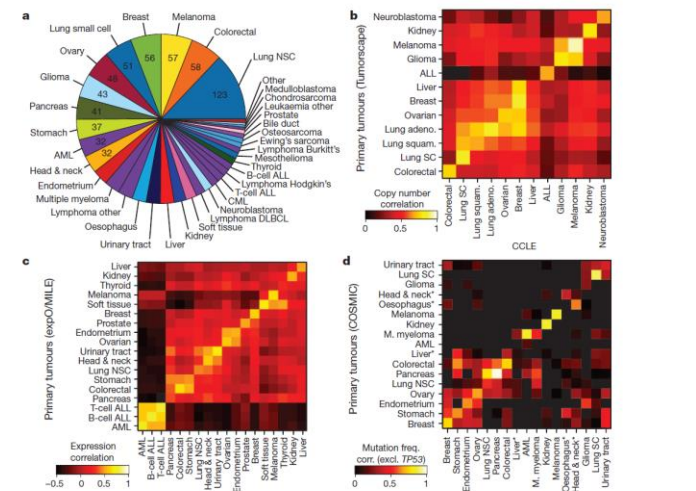 a
Breast
Melanoma
Colorectal
Lung small cell
Ovary
Glioma
Pancreas
Stomach
AML
Head & neck
Endometrium
Multiple myeloma
Lymphoma other
Oesophagus
Urinary tract
Liver
Kidney
Soft tissue
Lymphoma DLBCL
Neuroblastoma
CML
T-cell ALL
Lymphoma Hodgkin's
B-cell ALL
Thyroid
Mesothelioma
Lymphoma Burkitt's
Ewing's sarcoma
Osteosarcoma
Bile duct
Prostate
Leukaemia other
Chondrosarcoma
Medulloblastoma
Other
Lung NSC
56
57
58
123
51
43
41
37
32
b
Primary tumours (Tumorscape)
Neuroblastoma
Kidney
Melanoma
Glioma
ALL
Liver
Breast
Ovarian
Lung adeno.
Lung squam.
Lung SC
Colorectal
Copy number
correlation
0 0.5 1
Colorectal
Lung SC
Lung squam.
Lung adeno.
Ovarian
Breast
Liver
ALL
Glioma
Melanoma
Kidney
Neuroblastoma
CCLE
c
Primary tumours (expO/MILE)
Liver
Kidney
Thyroid
Melanoma
Soft tissue
Breast
Prostate
Endometrium
Ovarian
Urinary tract
Head & neck
Lung NSC
Stomach
Colorectal
Pancreas
T-cell ALL
B-cell ALL
AML
Expression
correlation
−0.5 0 0.5 1
AML
B-cell ALL
T-cell ALL
Pancreas
Colorectal
Stomach
Lung NSC
Head & neck
Urinary tract
Ovarian
Endometrium
Prostate
Breast
Soft tissue
Melanoma
Thyroid
Kidney
Liver
d
Primary tumours (COSMIC)
Urinary tract
Lung SC
Glioma
Head & neck*
Oesophagus*
Melanoma
Kidney
M. myeloma
AML
Liver*
Colorectal
Pancreas
Lung NSC
Ovary
Endometrium
Stomach
Breast
Mutation freq.
corr. (excl. TP53)
0 0.5 1
Breast
Stomach
Endometrium
Ovary
Lung NSC
Pancreas
Colorectal
Liver*
AML
M. myeloma
Kidney
Melanoma
Oesophagus*
Head & neck*
Glioma
Lung SC
Urinary tract